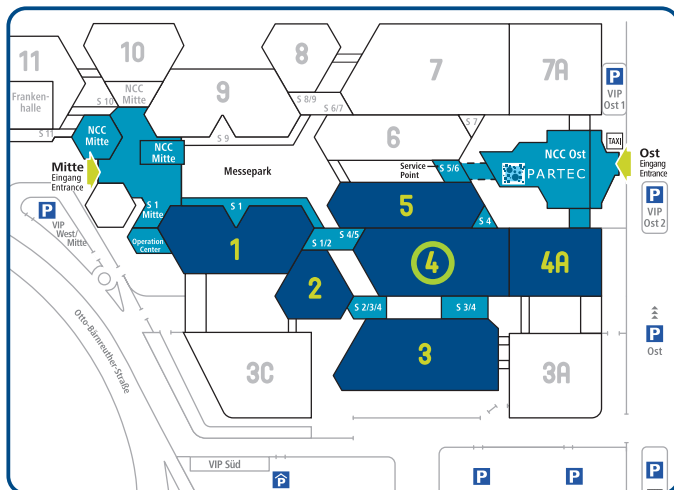 10
8
11
NCC
Mitte
9
7
7A
P
VIP
Ost 1
Franken-
halle
S 10
S 8/9
S 6/7
S 11
NCC
Mitte
NCC
Mitte
S 9
6
S 7
TAXI
Mitte
Eingang
Entrance
Messepark
Service
Point
S 5/6
NCC Ost
PARTEC
Ost
Eingang
Entrance
P
VIP
West/
Mitte
S 1
Mitte
S 1
5
S 4
P
VIP
Ost 2
Operation
Center
1
S 4/5
S 1/2
4
4A
2
S 2/3/4
S 3/4
P
Ost
Otto-Bärnreuther-Straße
3C
3
3A
VIP Süd
P
P
P
P
P